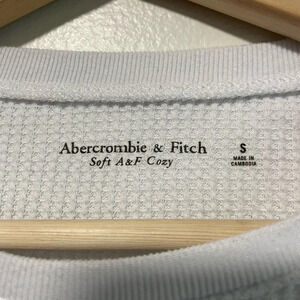 Abercrombie & Fitch
Soft A&F Cozy
S
MADE IN
CAMBODIA